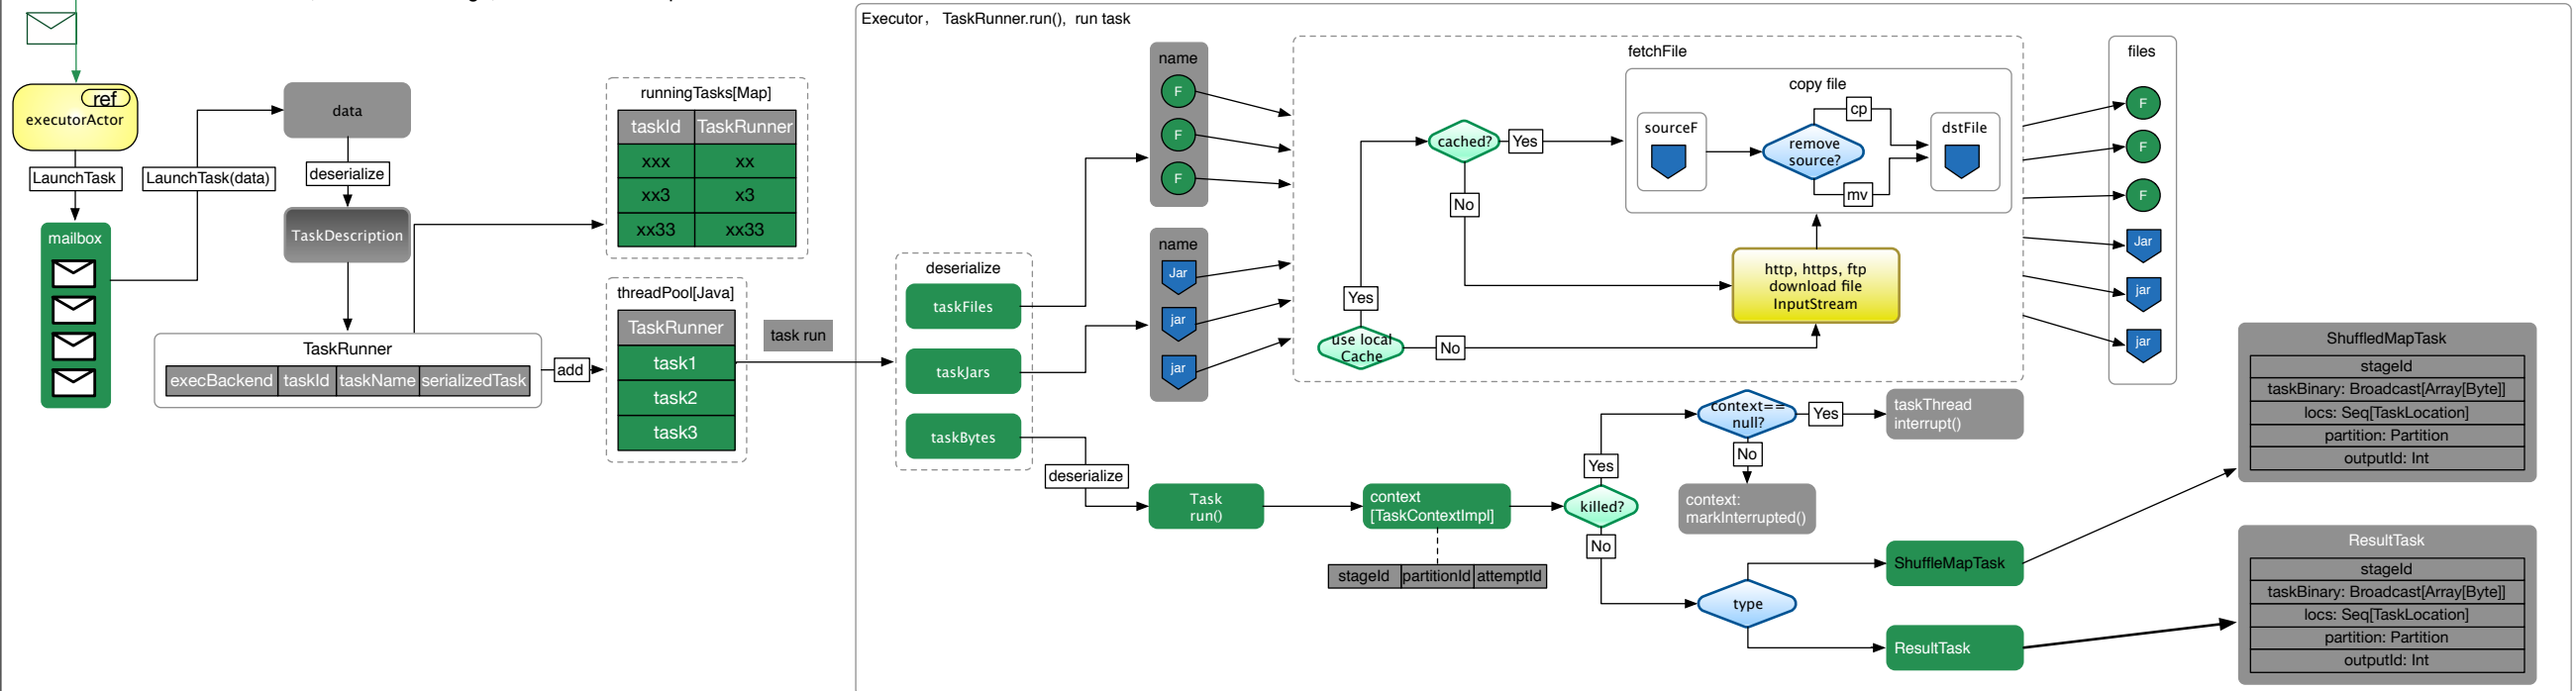 Executor， TaskRunner.run(), run task
ref
executorActor
LaunchTask
mailbox
LaunchTask(data)
data
deserialize
TaskDescription
TaskRunner
execBackend taskId taskName serializedTask
add
runningTasks[Map]
taskId TaskRunner
xxx xx
xx3 x3
xx33 xx33
threadPool[Java]
TaskRunner
task1
task2
task3
task run
deserialize
taskFiles
taskJars
taskBytes
deserialize
name
F
F
F
name
Jar
jar
jar
fetchFile
use local
Cache
Yes
No
cached?
Yes
No
copy file
sourceF
remove
source?
cp
mv
dstFile
http, https, ftp
download file
InputStream
files
F
F
F
Jar
jar
jar
Task
run()
context
[TaskContextImpl]
stageId partitionId attemptId
killed?
Yes
No
context==
null?
Yes
No
taskThread
interrupt()
context:
markInterrupted()
type
ShuffleMapTask
ResultTask
ShuffledMapTask
stageId
taskBinary: Broadcast[Array[Byte]]
locs: Seq[TaskLocation]
partition: Partition
outputId: Int
ResultTask
stageId
taskBinary: Broadcast[Array[Byte]]
locs: Seq[TaskLocation]
partition: Partition
outputId: Int